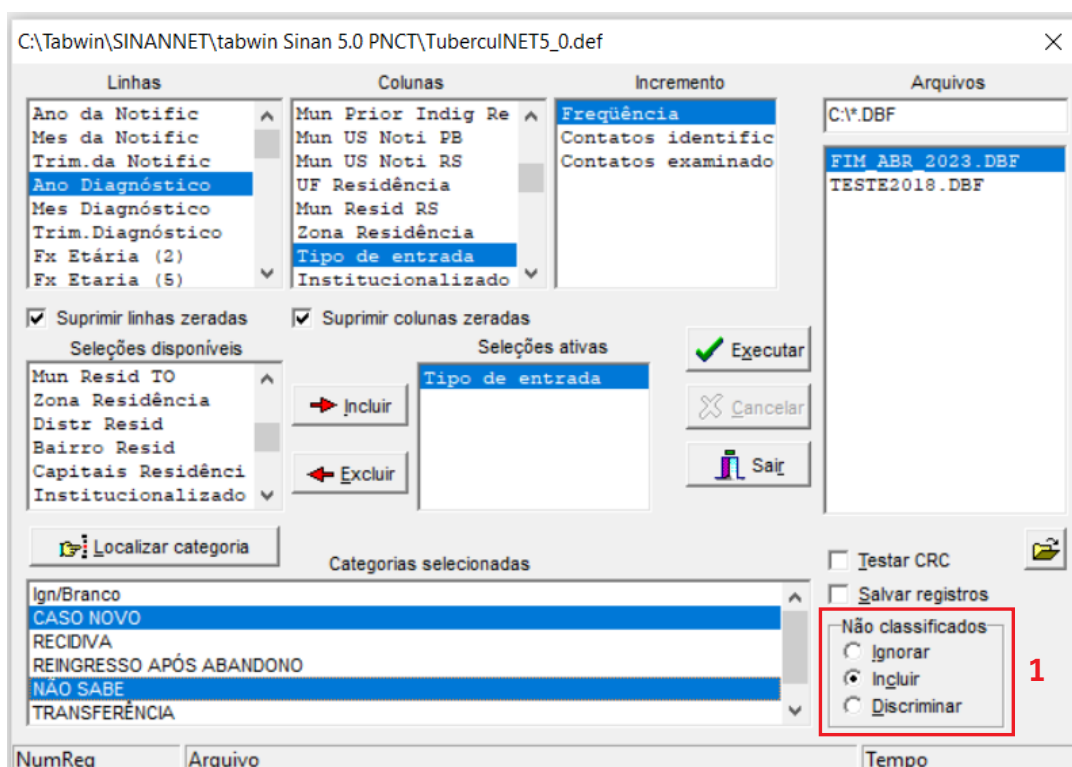 C:\Tabwin\SINANNET\tabwin Sinan 5.0 PNCT\TuberculNET5_0.def
Linhas
Ano da Notific
Mes da Notific
Trim.da Notific
Ano Diagnóstico
Mes Diagnóstico
Trim.Diagnóstico
Fx Etária (2)
Fx Etaria (5)
Colunas
Mun Prior Indig Re
Mun US Noti PB
Mun US Noti RS
UF Residência
Mun Resid RS
Zona Residência
Tipo de entrada
Institucionalizado
Incremento
Freqüência
Contatos identific
Contatos examinado
Arquivos
C:\*.DBF
FIM_ABR_2023.DBF
TESTE2018.DBF
Suprimir linhas zeradas
Suprimir colunas zeradas
Seleções disponíveis
Mun Resid TO
Zona Residência
Distr Resid
Bairro Resid
Capitais Residênci
Institucionalizado
Incluir
Excluir
Seleções ativas
Tipo de entrada
Executar
Cancelar
Sair
Localizar categoria
Categorias selecionadas
Ign/Branco
CASO NOVO
RECIDIVA
REINGRESSO APÓS ABANDONO
NÃO SABE
TRANSFERÊNCIA
Testar CRC
Salvar registros
Não classificados
Ignorar
Incluir
Discriminar
1
NumReg
Arquivo
Tempo